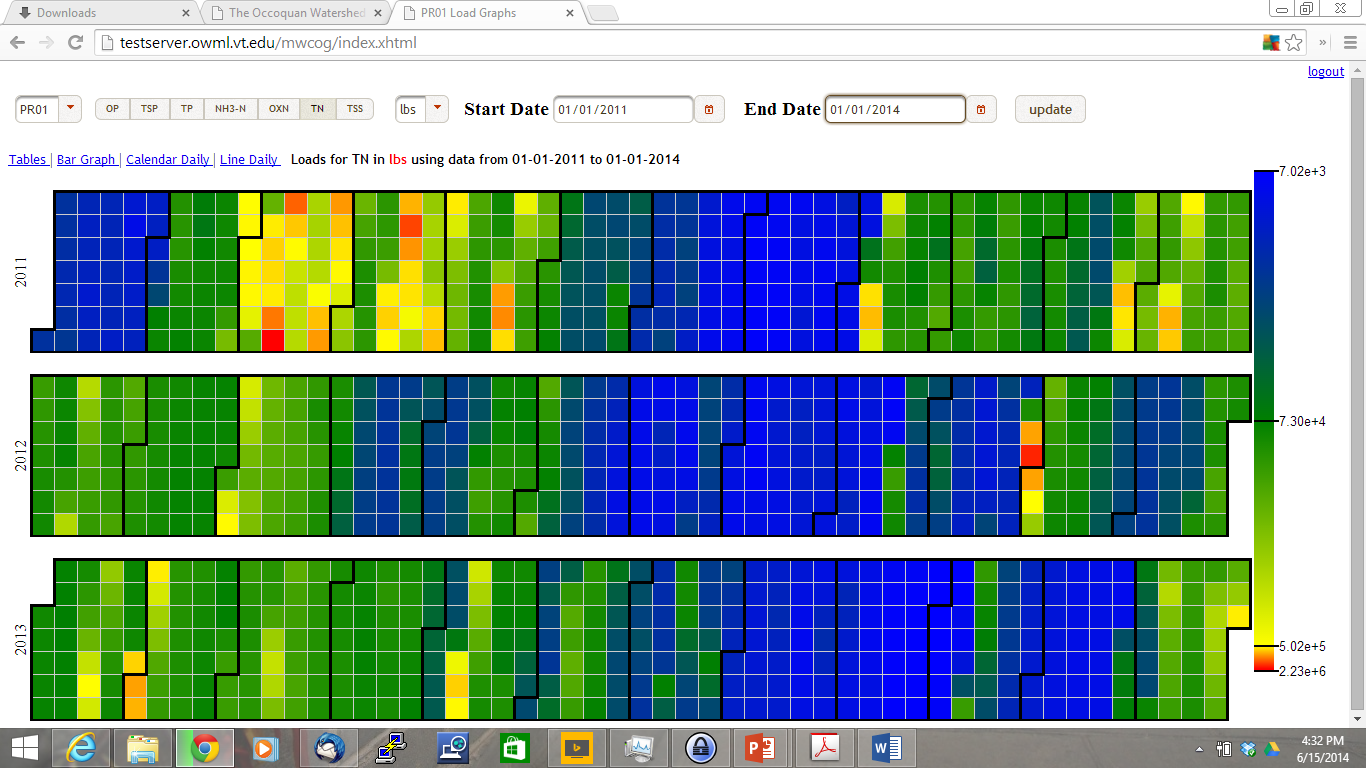 Downloads
The Occoquan Watershed
PR01 Load Graphs
testserver.owml.vt.edu/mwcog/index.xhtml
logout
PR01 OP TSP TP NH3-N OXN TN TSS lbs Start Date 01/01/2011 End Date 01/01/2014 update
Tables | Bar Graph | Calendar Daily | Line Daily Loads for TN in lbs using data from 01-01-2011 to 01-01-2014
7.02e+3
2011
7.30e+4
2012
2013
5.02e+5
2.23e+6
4:32 PM
6/15/2014